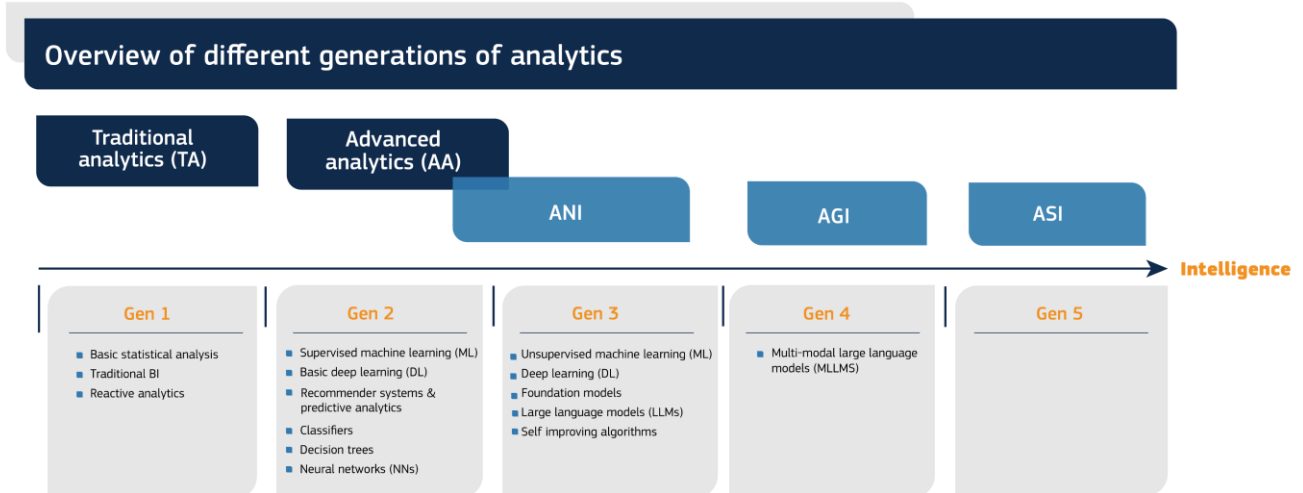 Overview of different generations of analytics
Traditional
analytics (TA)
Advanced
analytics (AA)
ANI
AGI
ASI
Intelligence
Gen 1
Basic statistical analysis
Traditional BI
Reactive analytics
Gen 2
Supervised machine learning (ML)
Basic deep learning (DL)
Recommender systems &
predictive analytics
Classifiers
Decision trees
Neural networks (NNs)
Gen 3
Unsupervised machine learning (ML)
Deep learning (DL)
Foundation models
Large language models (LLMs)
Self improving algorithms
Gen 4
Multi-modal large language
models (MLLMS)
Gen 5